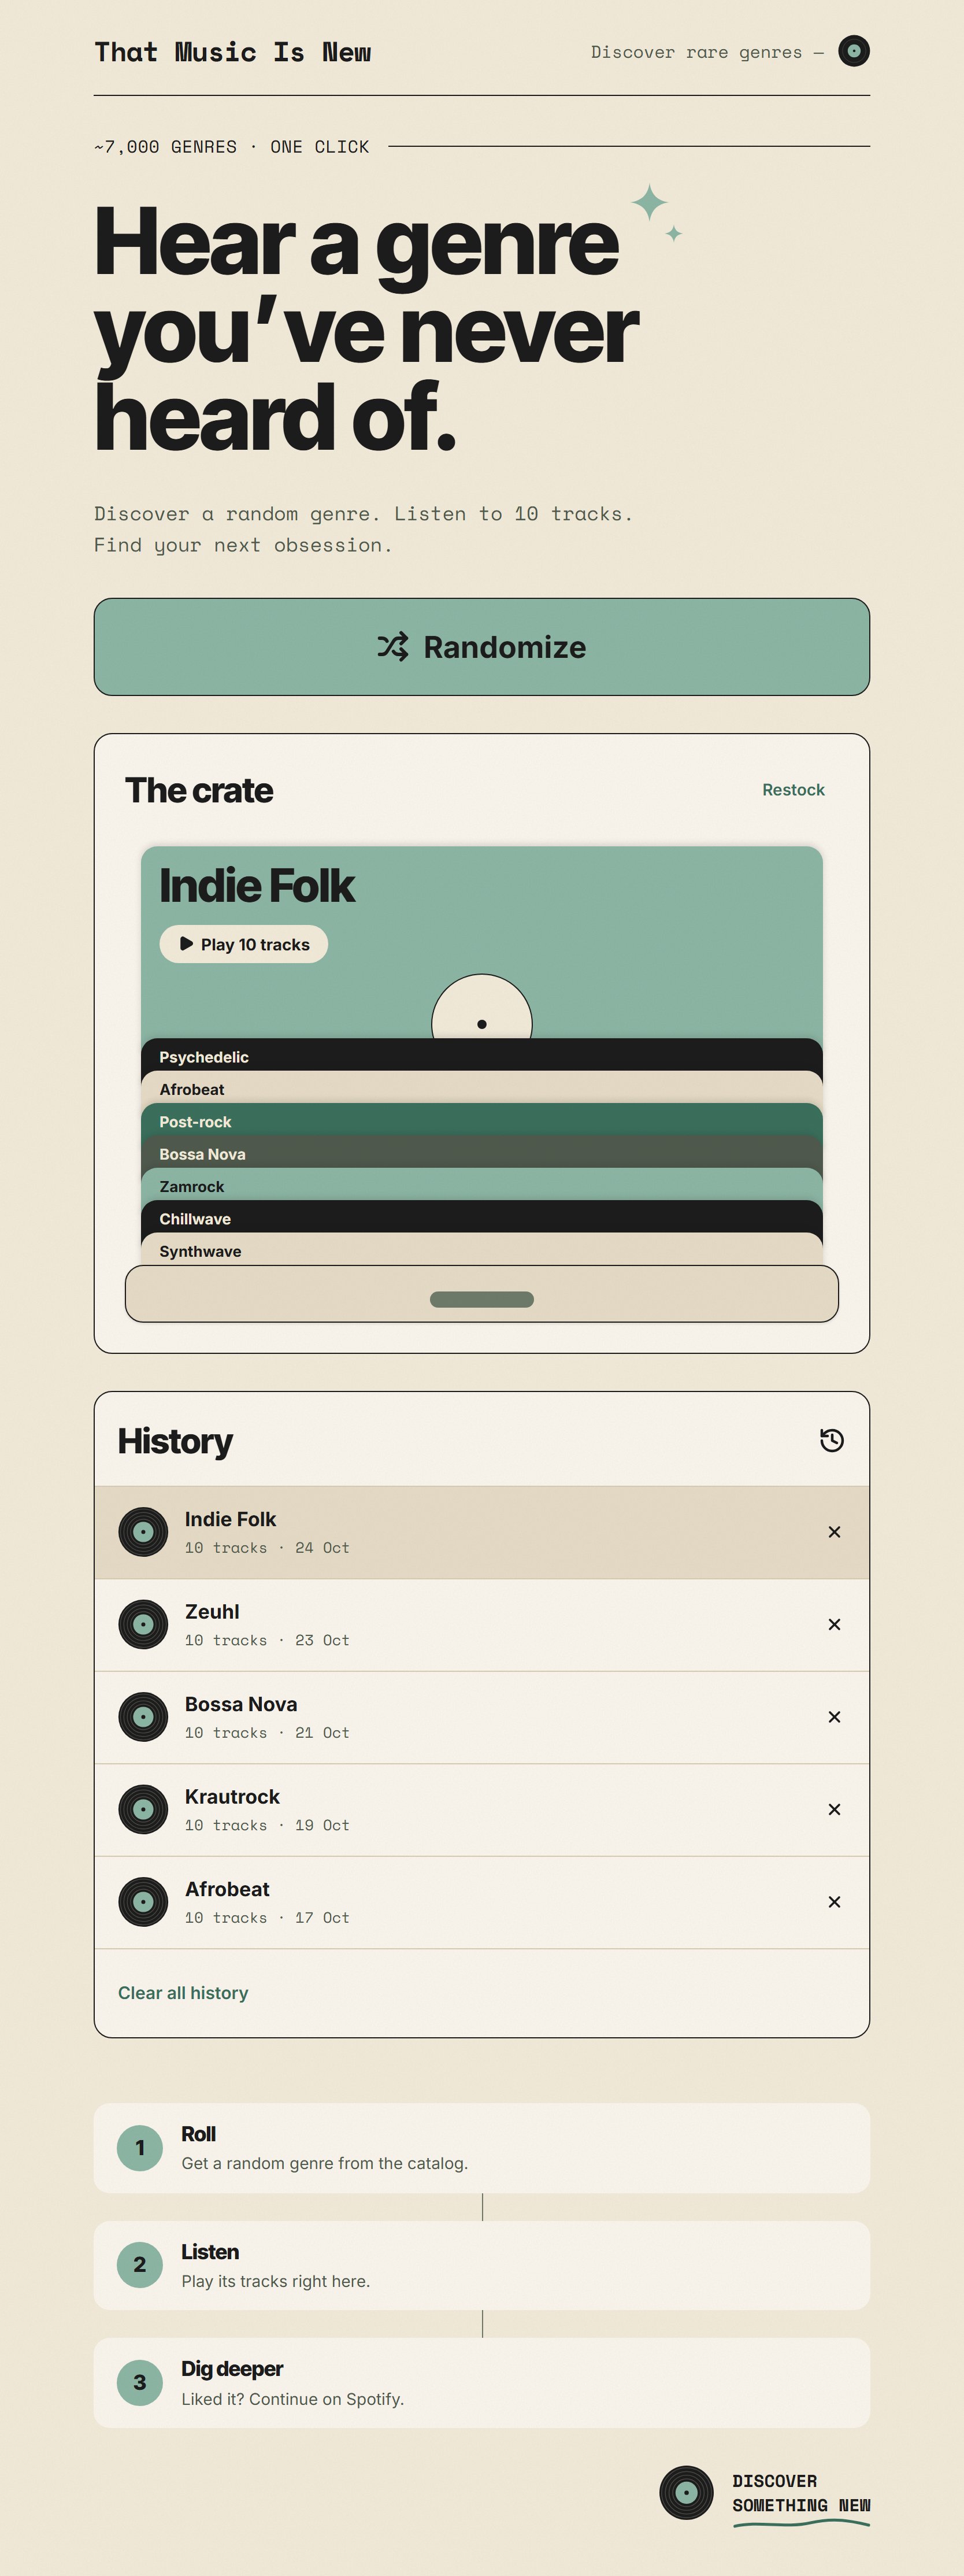 That Music Is New
Discover rare genres —
~7,000 GENRES · ONE CLICK
Hear a genre
you’ve never
heard of.
Discover a random genre. Listen to 10 tracks.
Find your next obsession.
Randomize
The crate
Restock
Indie Folk
Play 10 tracks
Psychedelic
Afrobeat
Post-rock
Bossa Nova
Zamrock
Chillwave
Synthwave
History
Indie Folk
10 tracks · 24 Oct
Zeuhl
10 tracks · 23 Oct
Bossa Nova
10 tracks · 21 Oct
Krautrock
10 tracks · 19 Oct
Afrobeat
10 tracks · 17 Oct
Clear all history
1
Roll
Get a random genre from the catalog.
2
Listen
Play its tracks right here.
3
Dig deeper
Liked it? Continue on Spotify.
DISCOVER
SOMETHING NEW